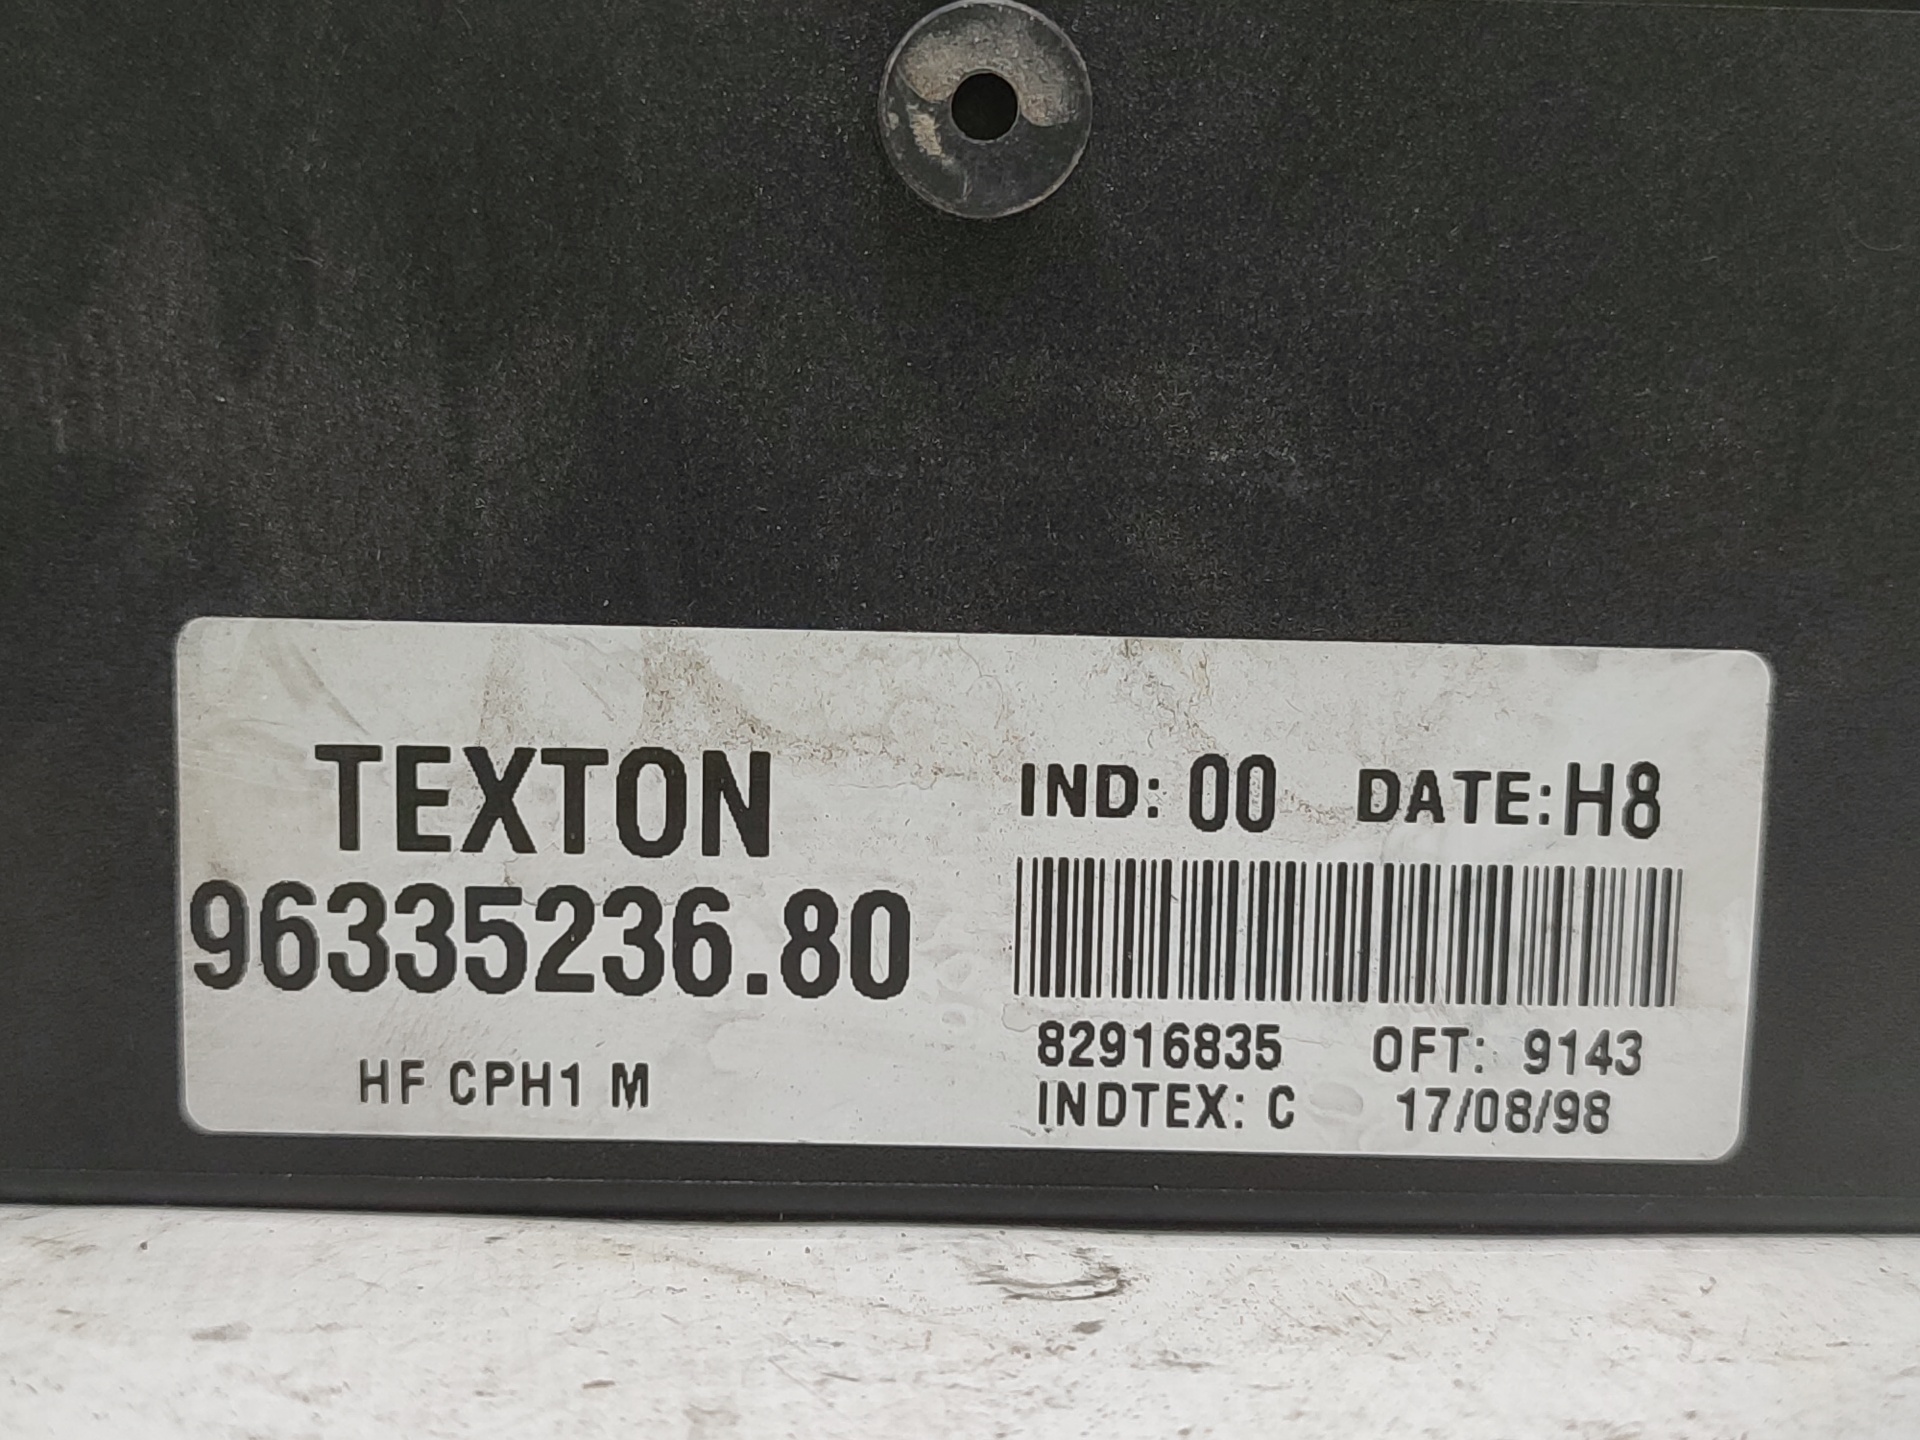 TEXTON
96335236.80
HF CPH1 M
IND: 00 DATE: H8
82916835 OFT: 9143
INDTEX: C 17/08/98